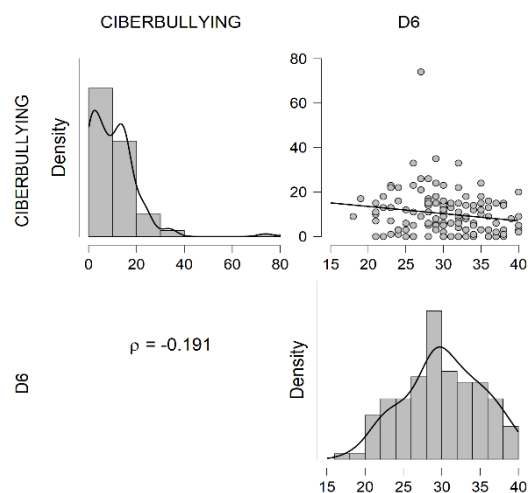 CIBERBULLYING
D6
CIBERBULLYING
Density
0 20 40 60 80
80
60
40
20
0
15 20 25 30 35 40
D6
ρ = -0.191
Density
15 20 25 30 35 40